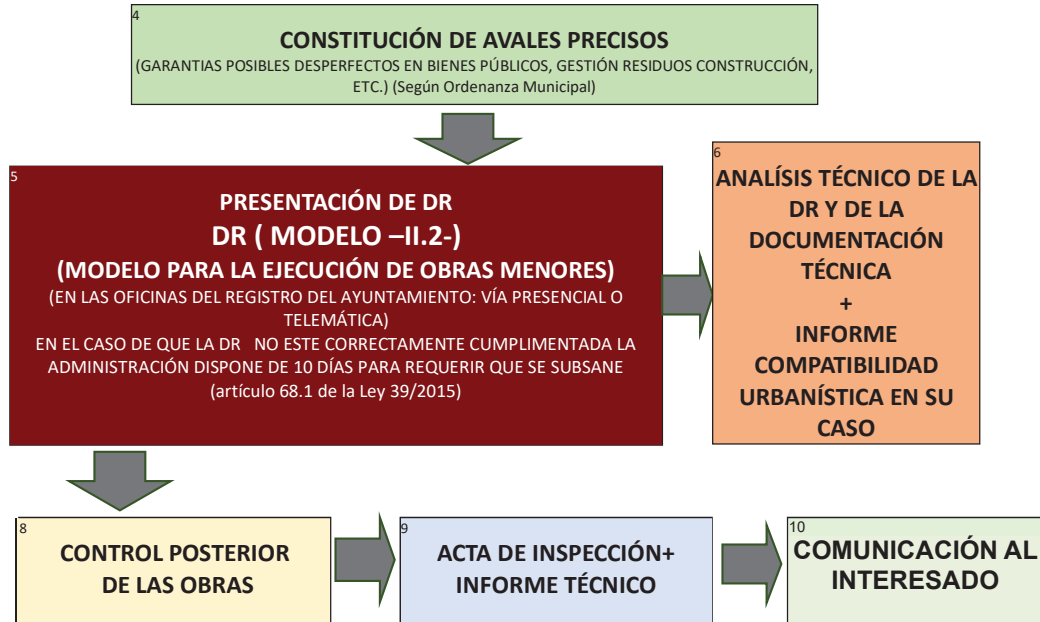 4
CONSTITUCIÓN DE AVALES PRECISOS
(GARANTIAS POSIBLES DESPERFECTOS EN BIENES PÚBLICOS, GESTIÓN RESIDUOS CONSTRUCCIÓN,
ETC.) (Según Ordenanza Municipal)
5
PRESENTACIÓN DE DR
DR ( MODELO –II.2-)
(MODELO PARA LA EJECUCIÓN DE OBRAS MENORES)
(EN LAS OFICINAS DEL REGISTRO DEL AYUNTAMIENTO: VÍA PRESENCIAL O
TELEMÁTICA)
EN EL CASO DE QUE LA DR NO ESTE CORRECTAMENTE CUMPLIMENTADA LA
ADMINISTRACIÓN DISPONE DE 10 DÍAS PARA REQUERIR QUE SE SUBSANE
(artículo 68.1 de la Ley 39/2015)
6
ANALÍSIS TÉCNICO DE LA
DR Y DE LA
DOCUMENTACIÓN
TÉCNICA
+
INFORME
COMPATIBILIDAD
URBANÍSTICA EN SU
CASO
8
CONTROL POSTERIOR
DE LAS OBRAS
9
ACTA DE INSPECCIÓN+
INFORME TÉCNICO
10
COMUNICACIÓN AL
INTERESADO